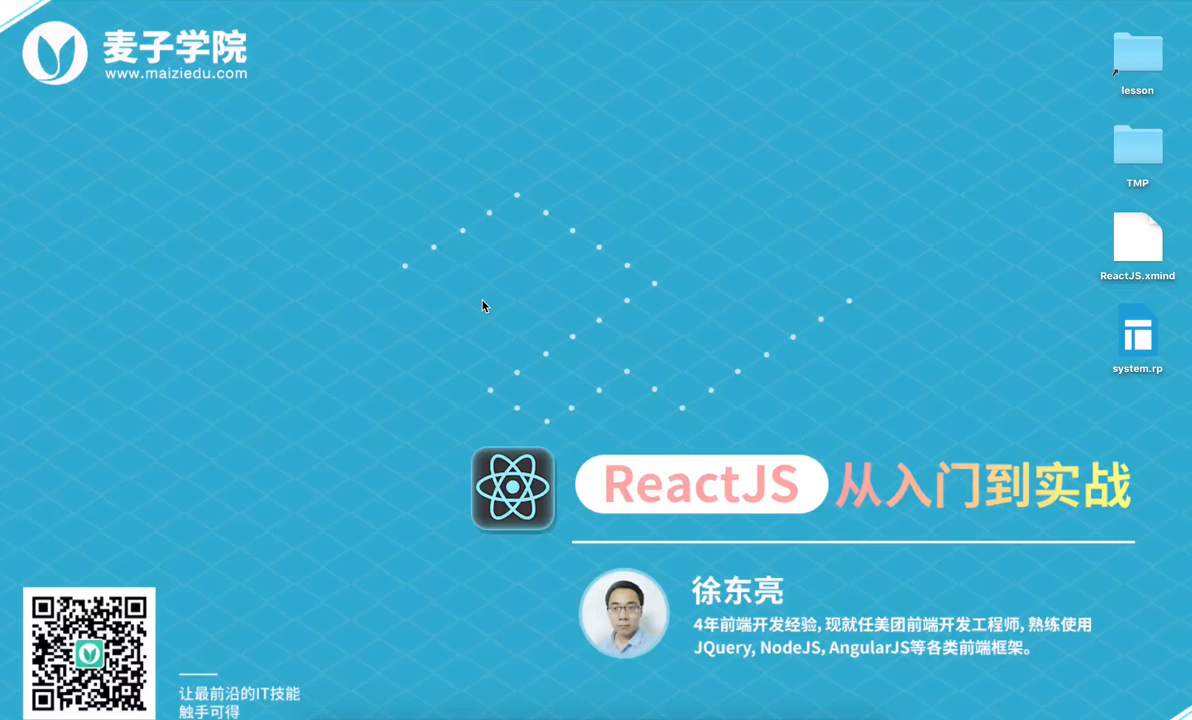 麦子学院
www.maiziedu.com
lesson
TMP
ReactJS.xmind
system.rp
ReactJS 从入门到实战
徐东亮
4年前端开发经验, 现就任美团前端开发工程师, 熟练使用
JQuery, NodeJS, AngularJS等各类前端框架。
让最前沿的IT技能
触手可得